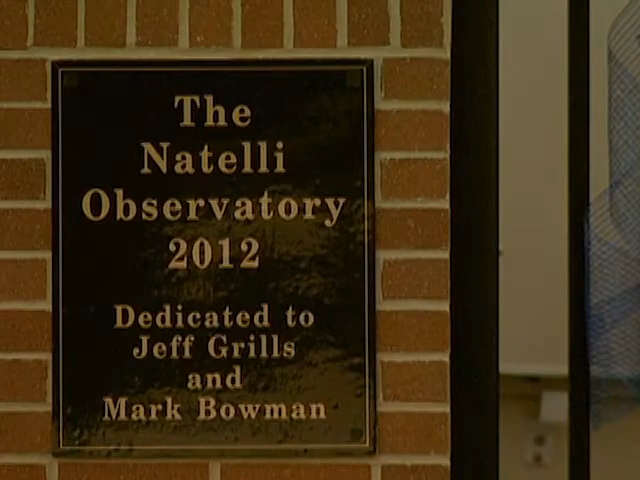 The
Natelli
Observatory
2012
Dedicated to
Jeff Grills
and
Mark Bowman